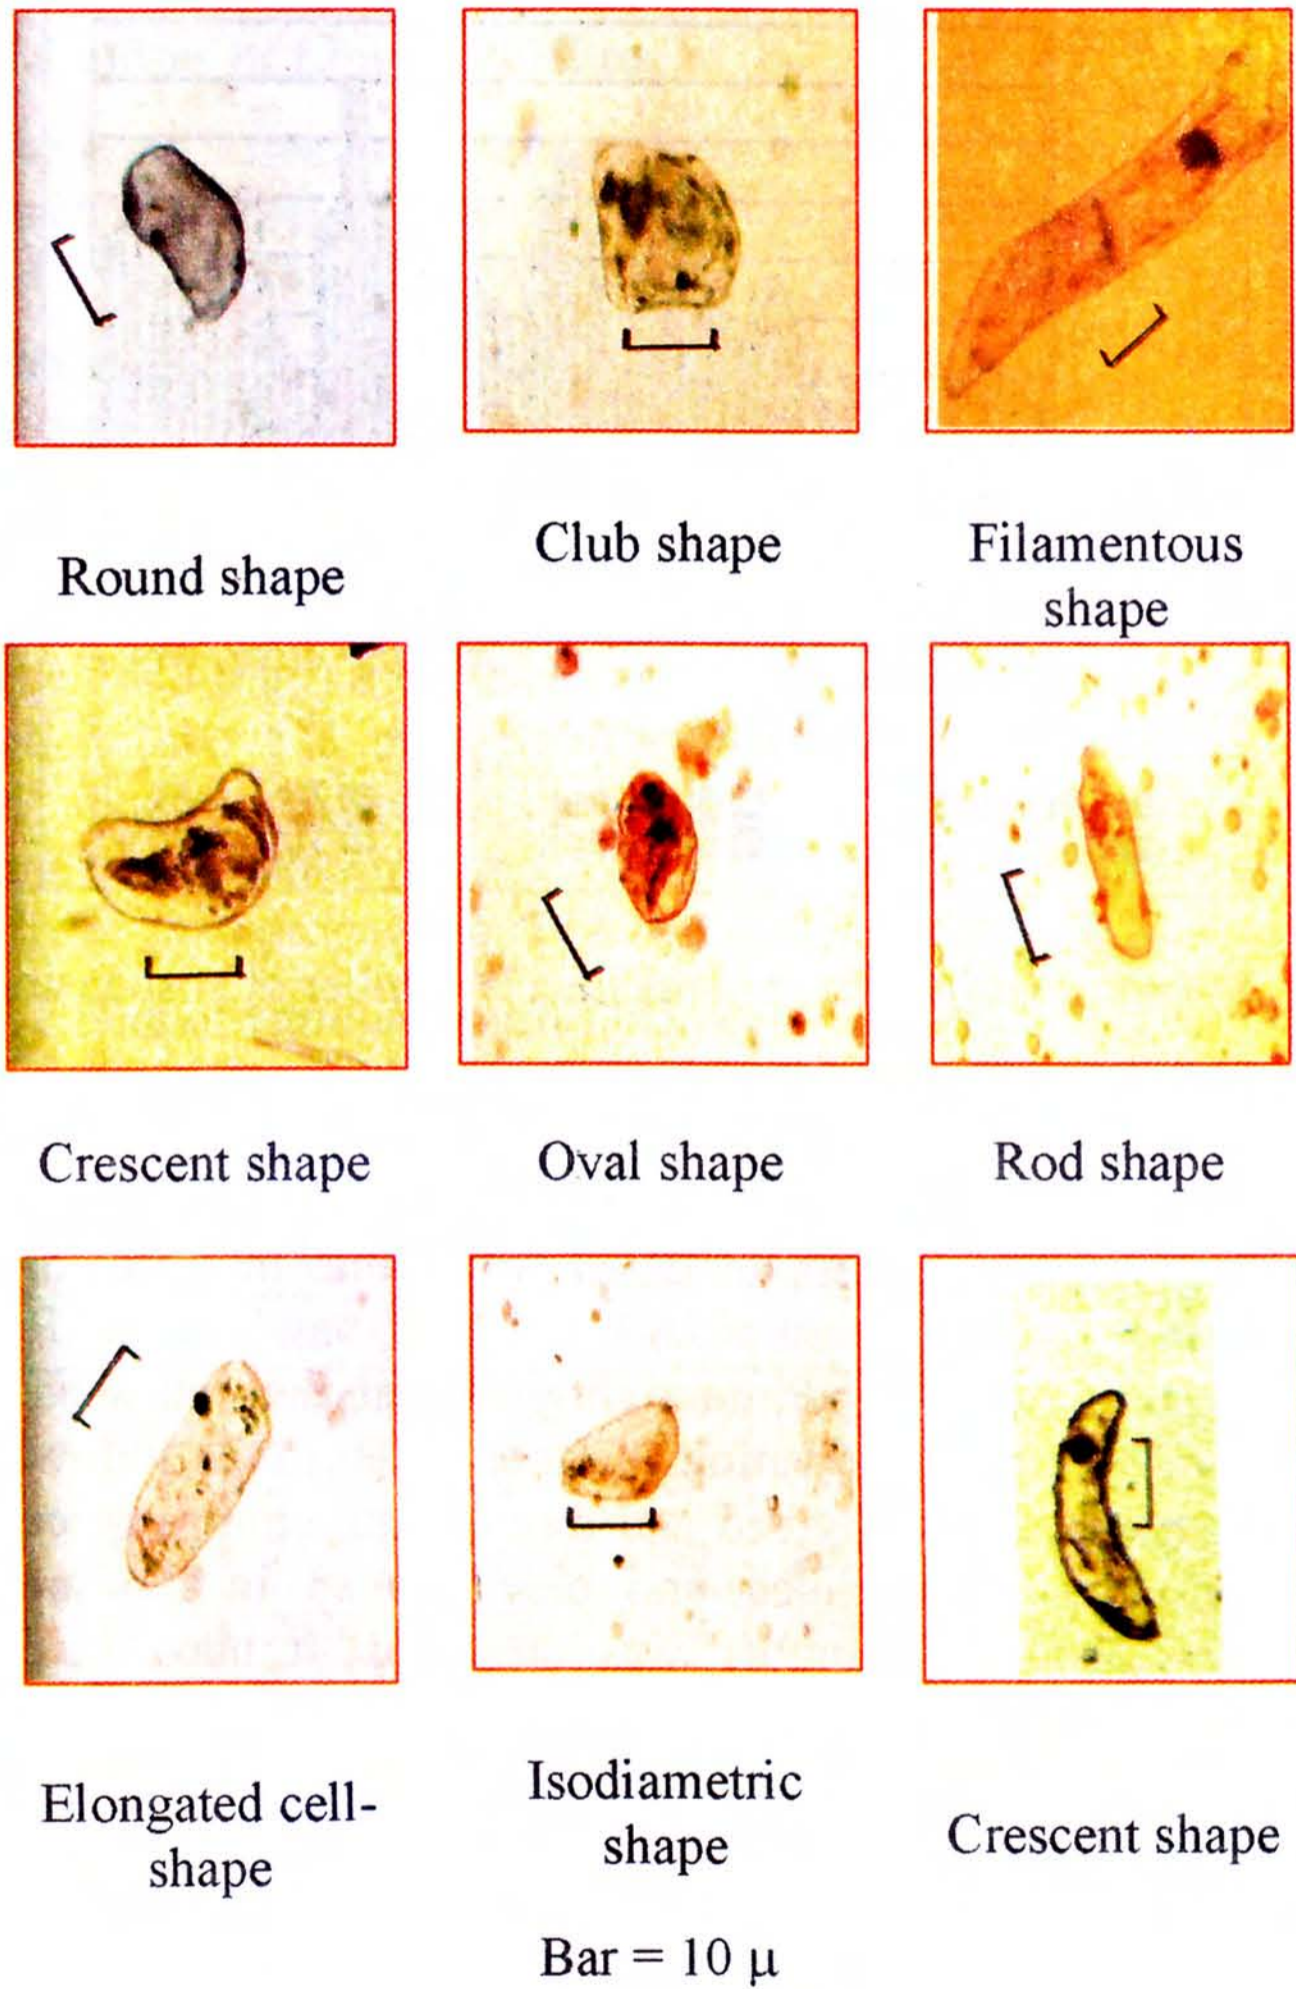 Round shape
Club shape
Filamentous
shape
Crescent shape
Oval shape
Rod shape
Elongated cell-
shape
Isodiametric
shape
Crescent shape
Bar = 10 μ